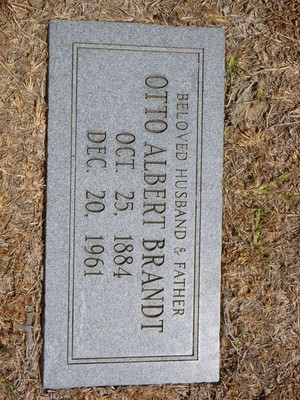 BELOVED HUSBAND & FATHER
OTTO ALBERT BRANDT
OCT. 25, 1884
DEC. 20, 1961